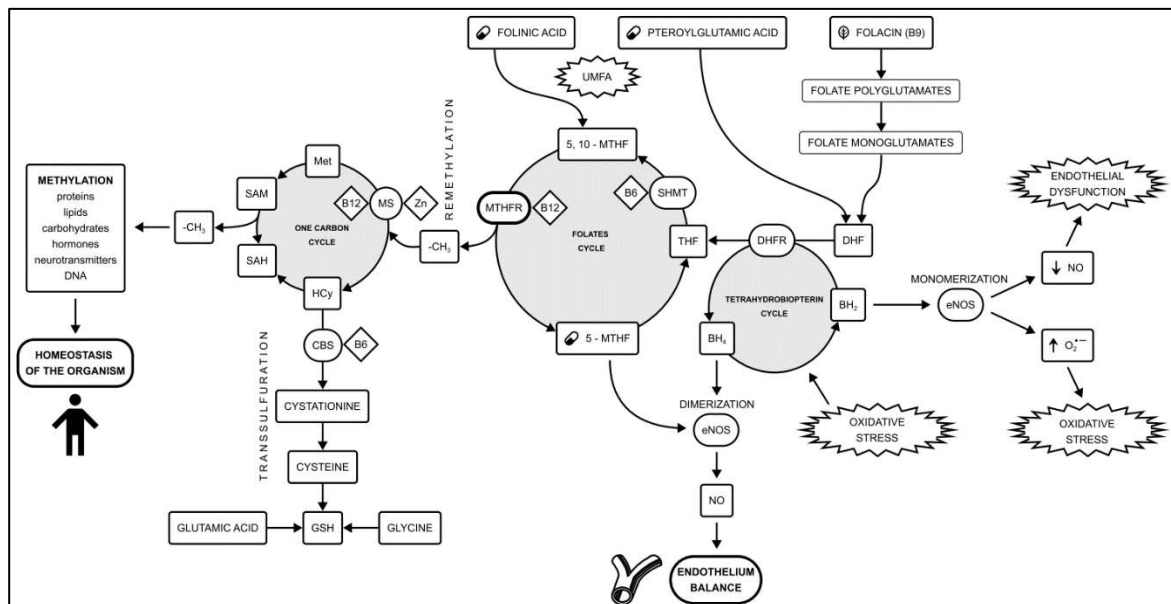 FOLINIC ACID
PTEROYLGLUTAMIC ACID
FOLACIN (B9)
UMFA
FOLATE POLYGLUTAMATES
FOLATE MONOGLUTAMATES
REMETHYLATION
5, 10 - MTHF
Met
METHYLATION
proteins
lipids
carbohydrates
hormones
neurotransmitters
DNA
-CH₃
SAM
SAH
B12
MS
Zn
ONE CARBON
CYCLE
HCy
-CH₃
MTHFR
B12
B6
SHMT
FOLATES
CYCLE
THF
DHFR
DHF
ENDOTHELIAL
DYSFUNCTION
↓ NO
MONOMERIZATION
eNOS
TETRAHYDROBIOPTERIN
CYCLE
BH₂
BH₄
↑ O₂•−
5 - MTHF
HOMEOSTASIS
OF THE ORGANISM
TRANSSULFURATION
CBS
B6
CYSTATIONINE
CYSTEINE
GLUTAMIC ACID
GSH
GLYCINE
DIMERIZATION
eNOS
OXIDATIVE
STRESS
OXIDATIVE
STRESS
NO
ENDOTHELIUM
BALANCE